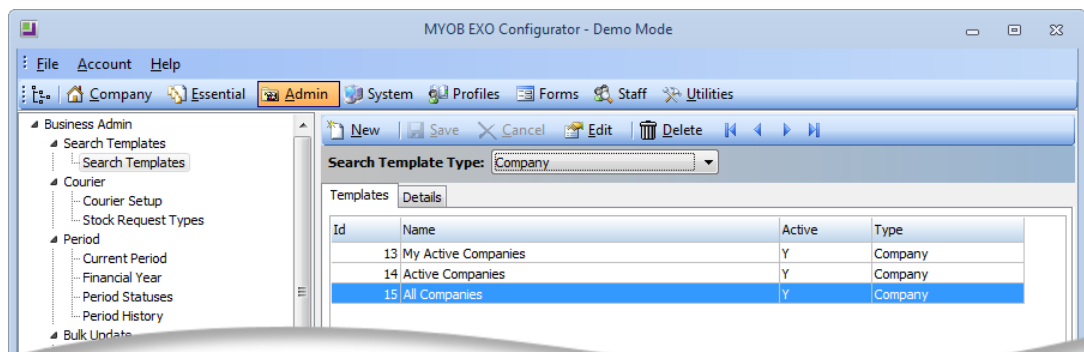 MYOB EXO Configurator - Demo Mode
File Account Help
Company Essential Admin System Profiles Forms Staff Utilities
Business Admin
Search Templates
Search Templates
Courier
Courier Setup
Stock Request Types
Period
Current Period
Financial Year
Period Statuses
Period History
Bulk Update
New Save Cancel Edit Delete
Search Template Type: Company
Templates Details
Id Name Active Type
13 My Active Companies Y Company
14 Active Companies Y Company
15 All Companies Y Company